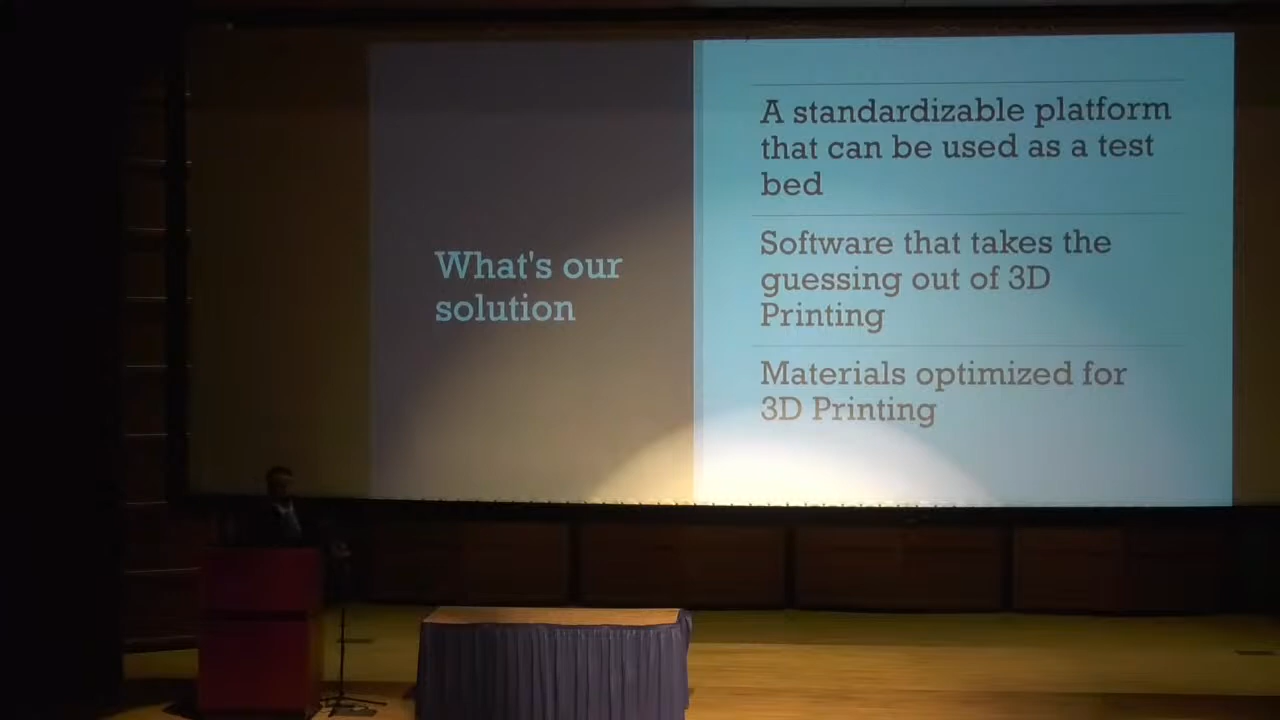 What's our
solution
A standardizable platform
that can be used as a test
bed
Software that takes the
guessing out of 3D
Printing
Materials optimized for
3D Printing